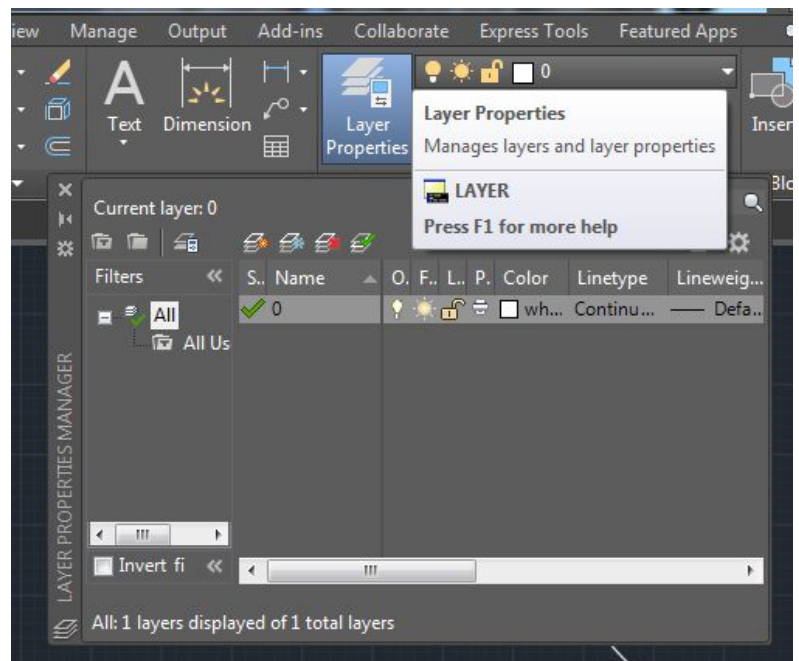 iew Manage Output Add-ins Collaborate Express Tools Featured Apps
0
A
Text Dimension Layer Properties Inser
Layer Properties
Manages layers and layer properties
LAYER
Press F1 for more help
Blo
Current layer: 0
Filters S.. Name O. F.. L.. P. Color Linetype Lineweig...
All 0 wh... Continu... Defa..
All Us
Invert fi
All: 1 layers displayed of 1 total layers
LAYER PROPERTIES MANAGER